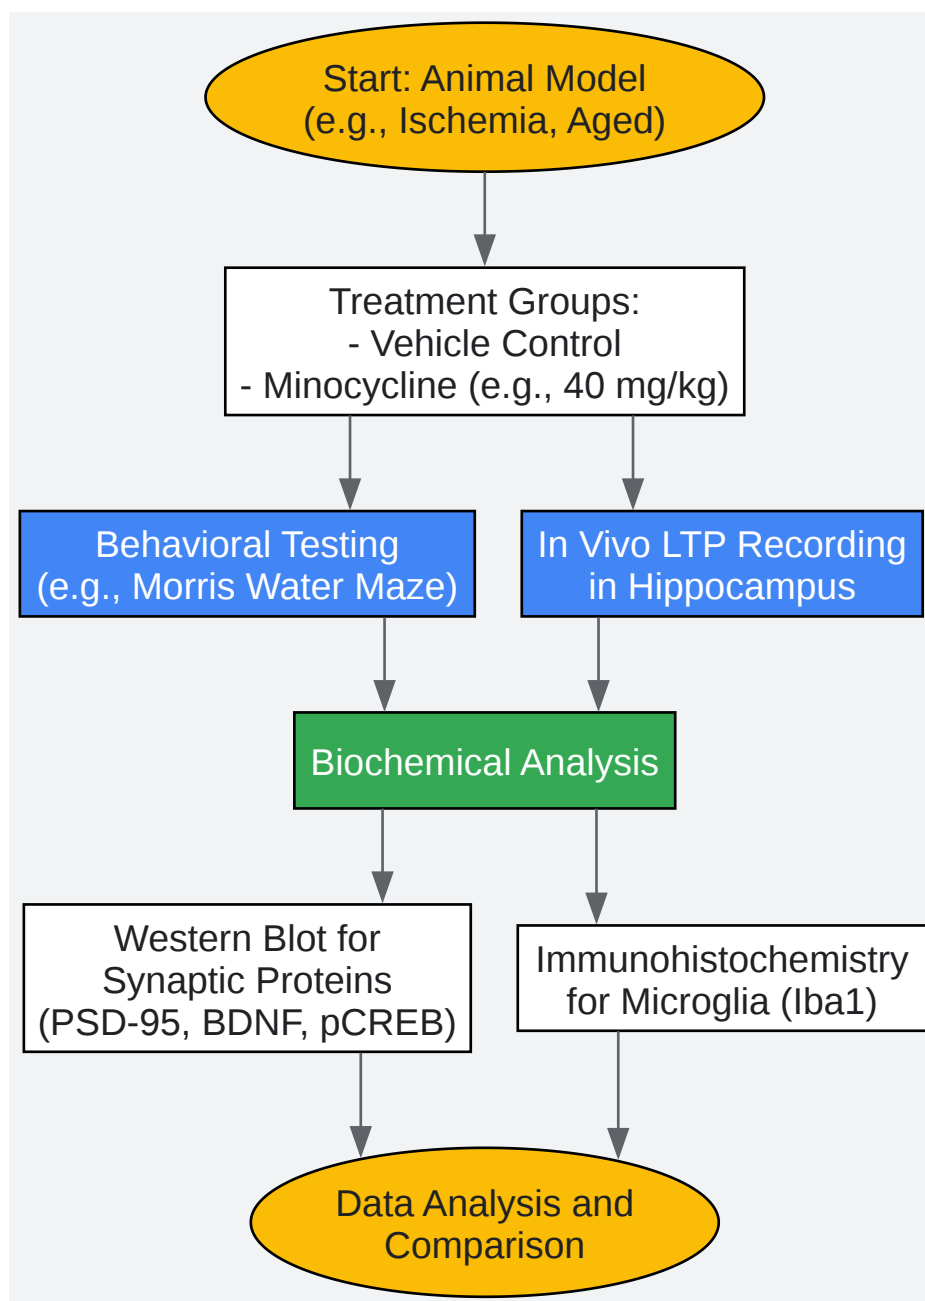 Start: Animal Model
(e.g., Ischemia, Aged)
Treatment Groups:
- Vehicle Control
- Minocycline (e.g., 40 mg/kg)
Behavioral Testing
(e.g., Morris Water Maze)
In Vivo LTP Recording
in Hippocampus
Biochemical Analysis
Western Blot for
Synaptic Proteins
(PSD-95, BDNF, pCREB)
Immunohistochemistry
for Microglia (Iba1)
Data Analysis and
Comparison